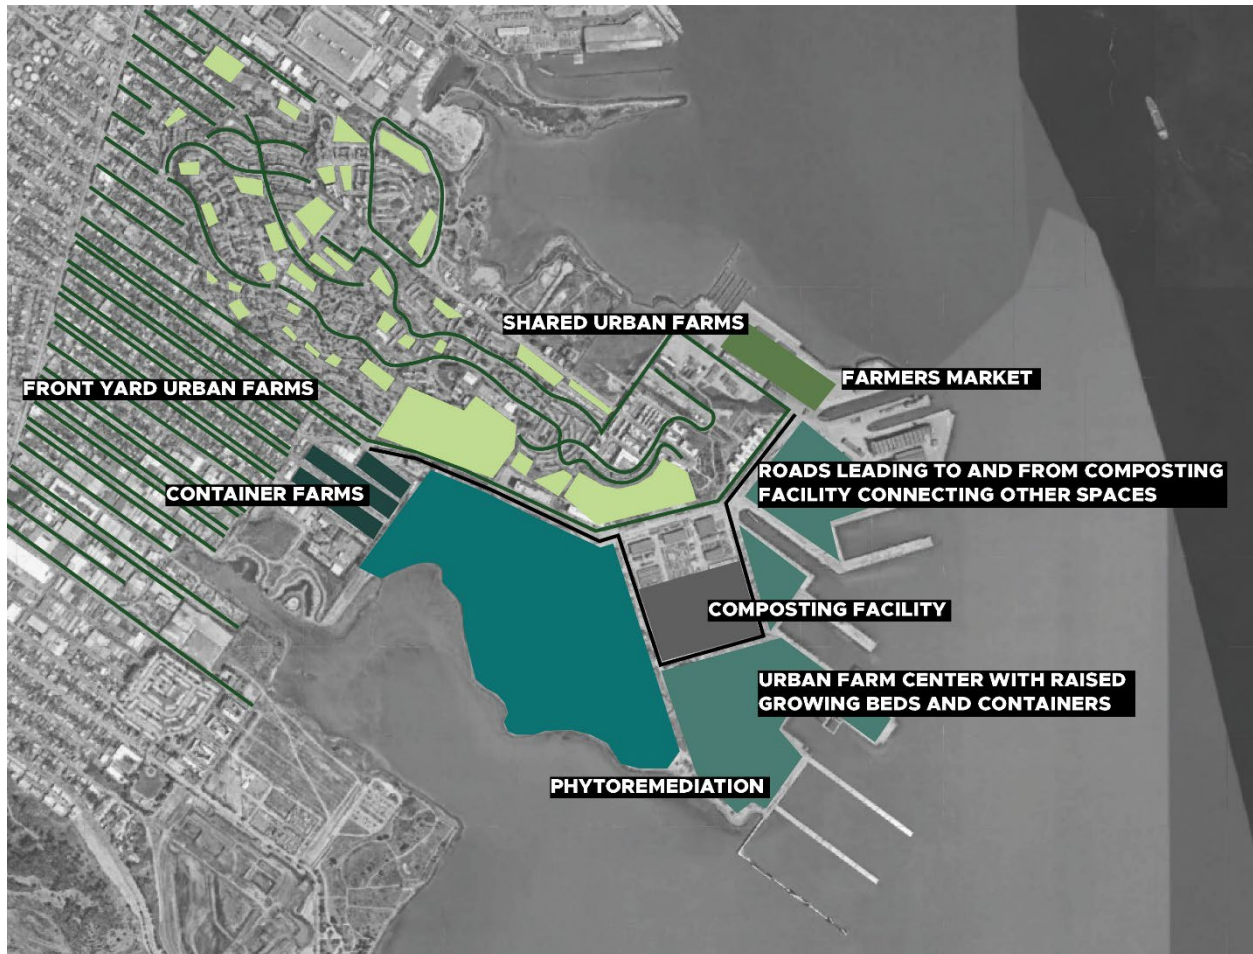 SHARED URBAN FARMS
FARMERS MARKET
FRONT YARD URBAN FARMS
ROADS LEADING TO AND FROM COMPOSTING
FACILITY CONNECTING OTHER SPACES
CONTAINER FARMS
COMPOSTING FACILITY
URBAN FARM CENTER WITH RAISED
GROWING BEDS AND CONTAINERS
PHYTOREMEDIATION